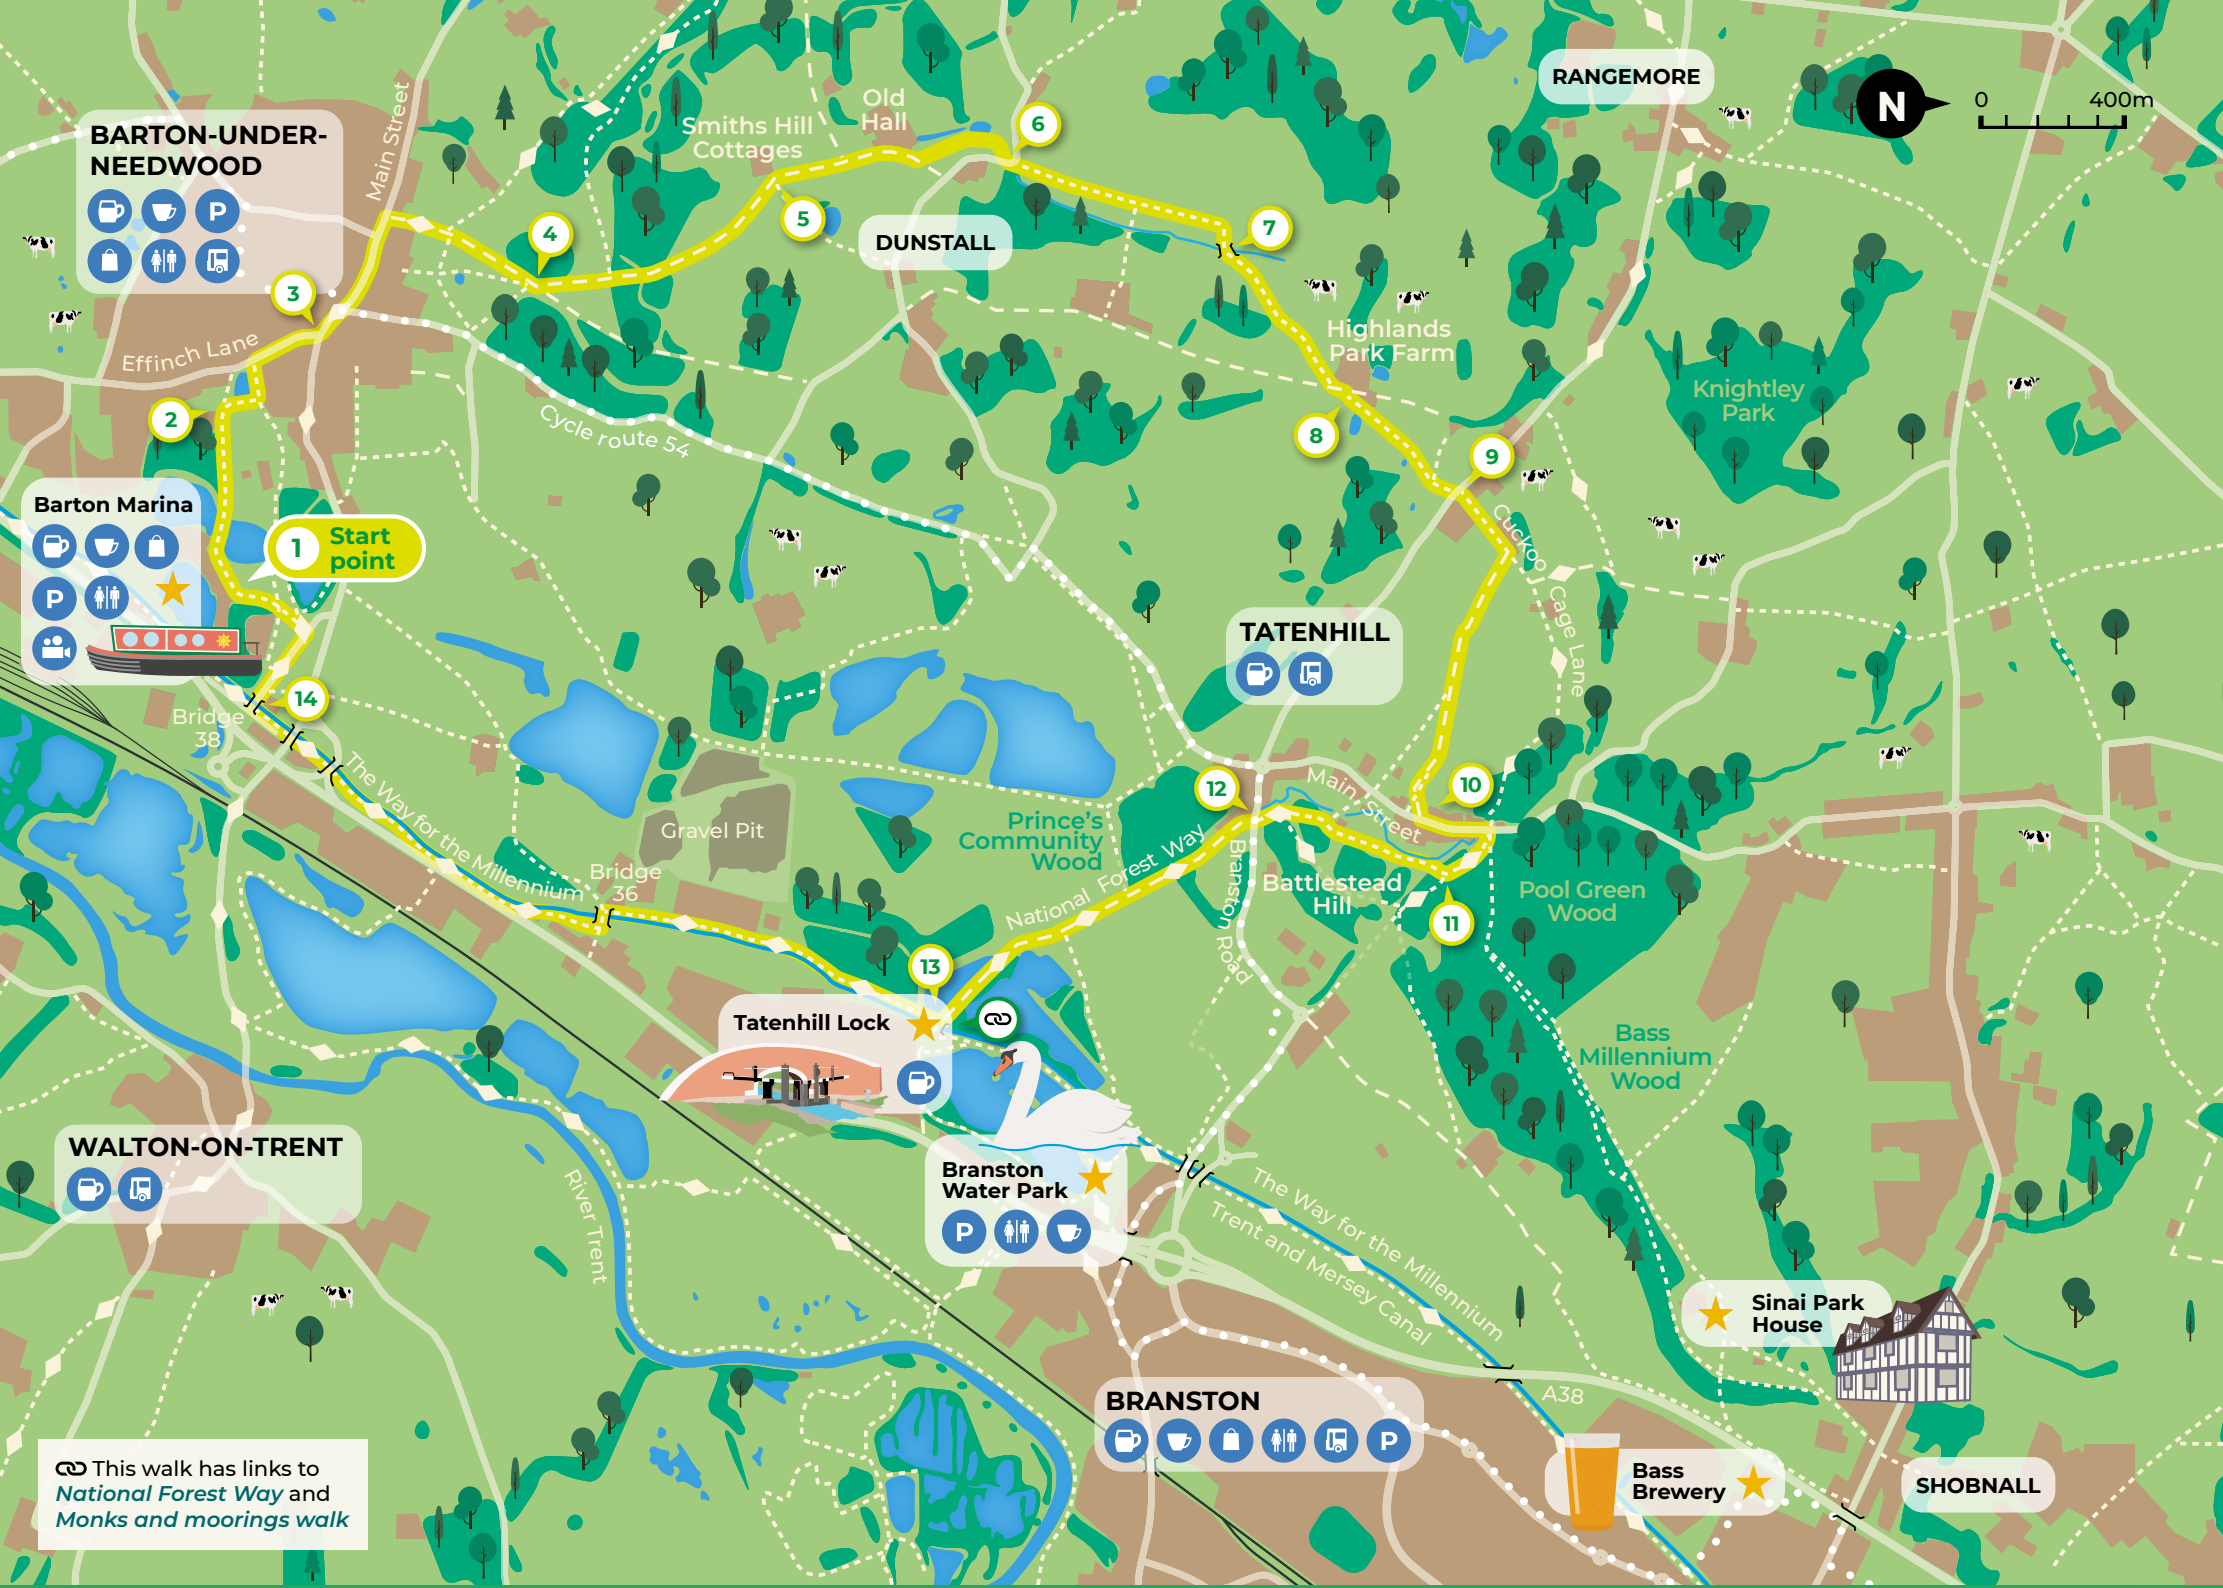 BARTON-UNDER-
NEEDWOOD
P
Main Street
Smiths Hill
Cottages
Old
Hall
6
RANGEMORE
N
0 400m
4
5
DUNSTALL
7
3
Effinch Lane
2
Cycle route 54
Highlands
Park Farm
8
9
Knightley
Park
Barton Marina
P
1 Start
point
Cuckoo Cage Lane
TATENHILL
14
Bridge
38
The Way for the Millennium
Gravel Pit
Bridge
36
Prince's
Community
Wood
12
Main Street
10
National Forest Way
Branston Road
Battlestead
Hill
11
Pool Green
Wood
13
Tatenhill Lock
Bass
Millennium
Wood
WALTON-ON-TRENT
River Trent
Branston
Water Park
P
The Way for the Millennium
Trent and Mersey Canal
Sinai Park
House
A38
BRANSTON
P
Bass
Brewery
SHOBNALL
This walk has links to
National Forest Way and
Monks and moorings walk